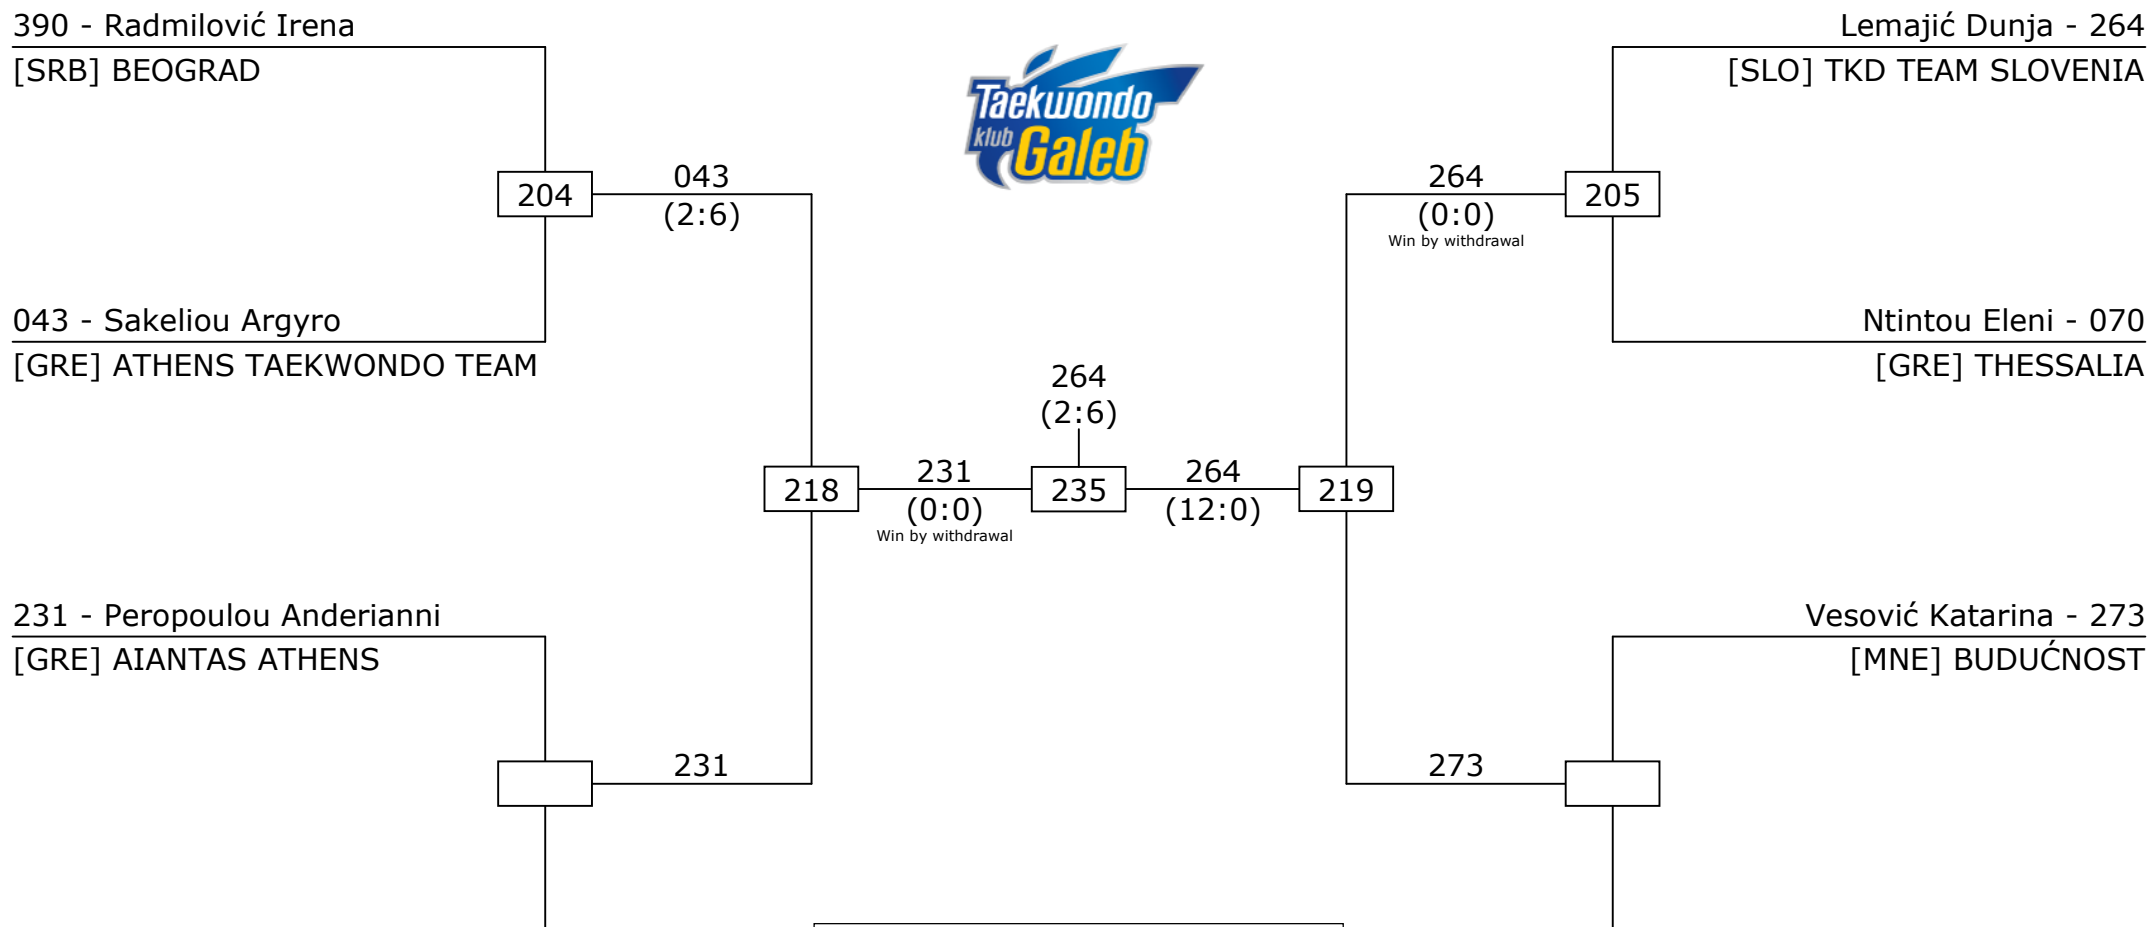 390 - Radmilović Irena
[SRB] BEOGRAD
Lemajić Dunja - 264
[SLO] TKD TEAM SLOVENIA
Taekwondo
klub Galeb
204
043
(2:6)
264
(0:0)
Win by withdrawal
205
043 - Sakeliou Argyro
[GRE] ATHENS TAEKWONDO TEAM
Ntintou Eleni - 070
[GRE] THESSALIA
264
(2:6)
218
231
(0:0)
Win by withdrawal
235
264
(12:0)
219
231 - Peropoulou Anderianni
[GRE] AIANTAS ATHENS
Vesović Katarina - 273
[MNE] BUDUĆNOST
231
273